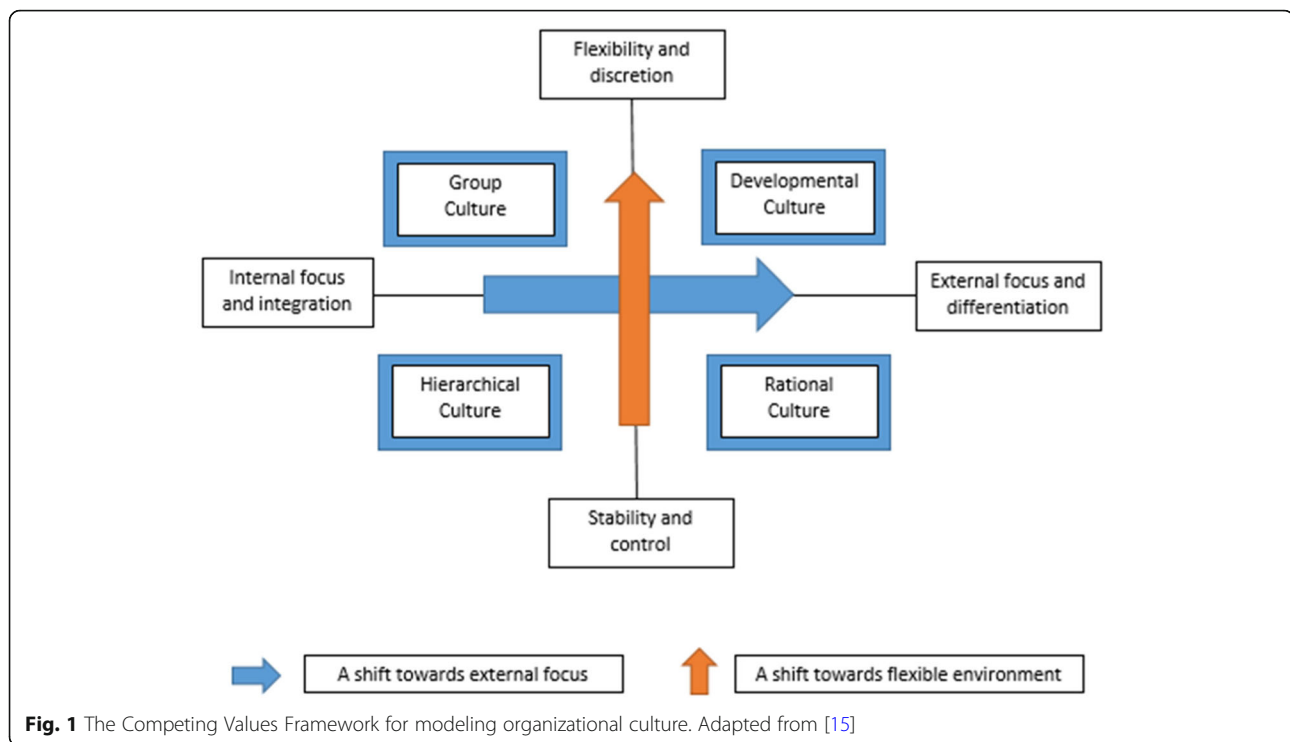 Flexibility and
discretion
Group
Culture
Developmental
Culture
Internal focus
and integration
External focus and
differentiation
Hierarchical
Culture
Rational
Culture
Stability and
control
A shift towards external focus
A shift towards flexible environment
Fig. 1 The Competing Values Framework for modeling organizational culture. Adapted from [15]